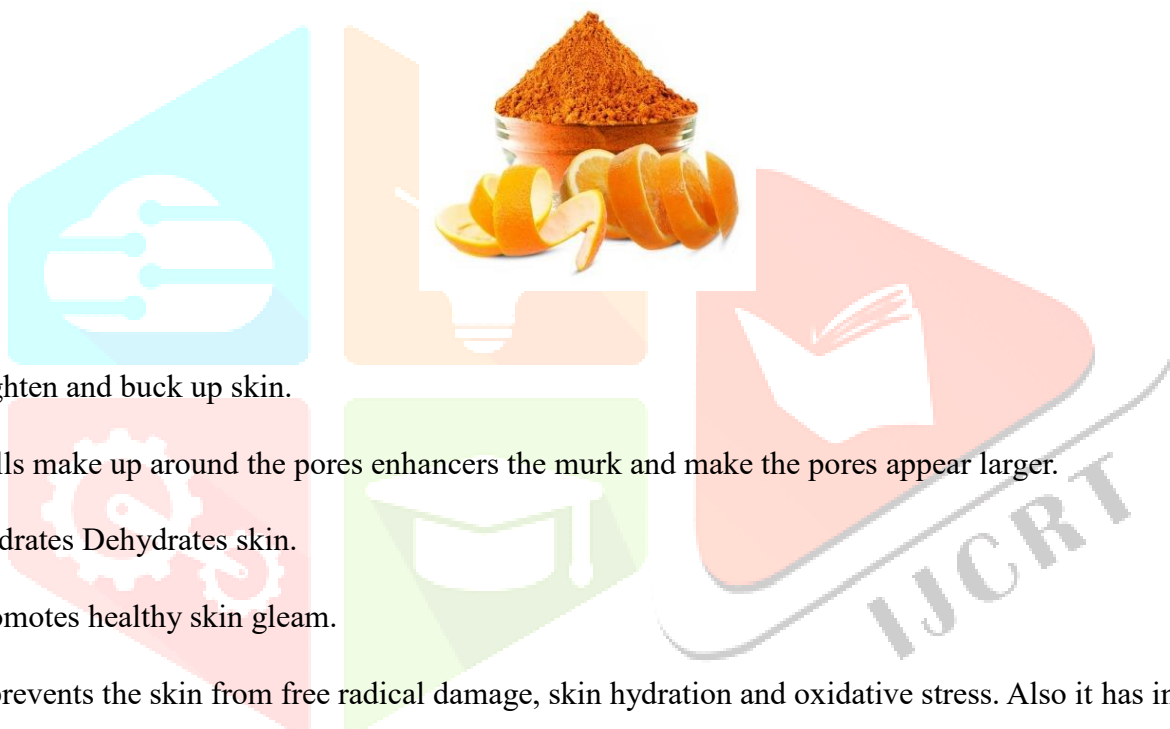 ghten and buck up skin.
lls make up around the pores enhancers the murk and make the pores appear larger.
drates Dehydrates skin.
omotes healthy skin gleam.
prevents the skin from free radical damage, skin hydration and oxidative stress. Also it has in
IJCRT